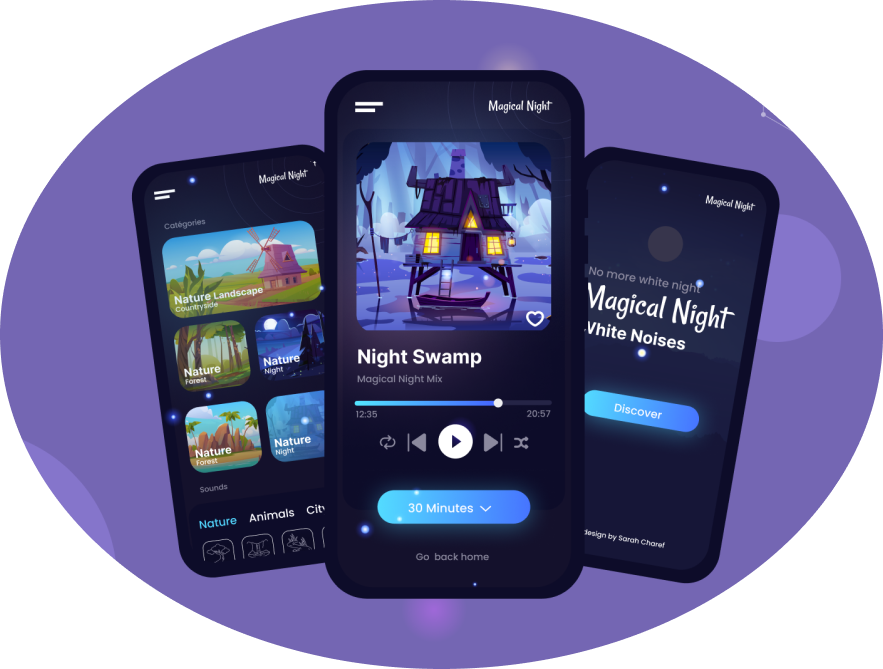 Magical Night
Catégories
Nature Landscape
Countryside
Nature
Forest
Nature
Night
Nature
Forest
Nature
Night
Sounds
Nature Animals
Magical Night
Night Swamp
Magical Night Mix
12:35 20:57
30 Minutes
Go back home
Magical Night
No more white night
Magical Night
White Noises
Discover
design by Sarah Charef